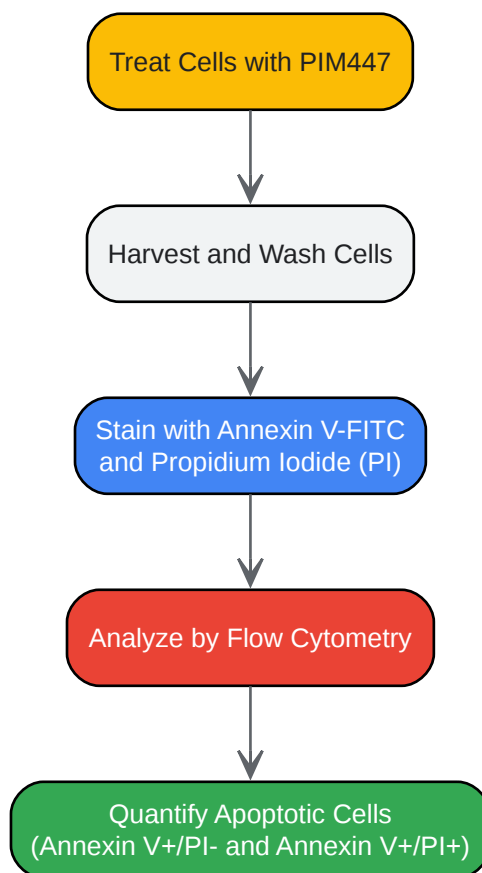 Treat Cells with PIM447
Harvest and Wash Cells
Stain with Annexin V-FITC
and Propidium Iodide (PI)
Analyze by Flow Cytometry
Quantify Apoptotic Cells
(Annexin V+/PI- and Annexin V+/PI+)